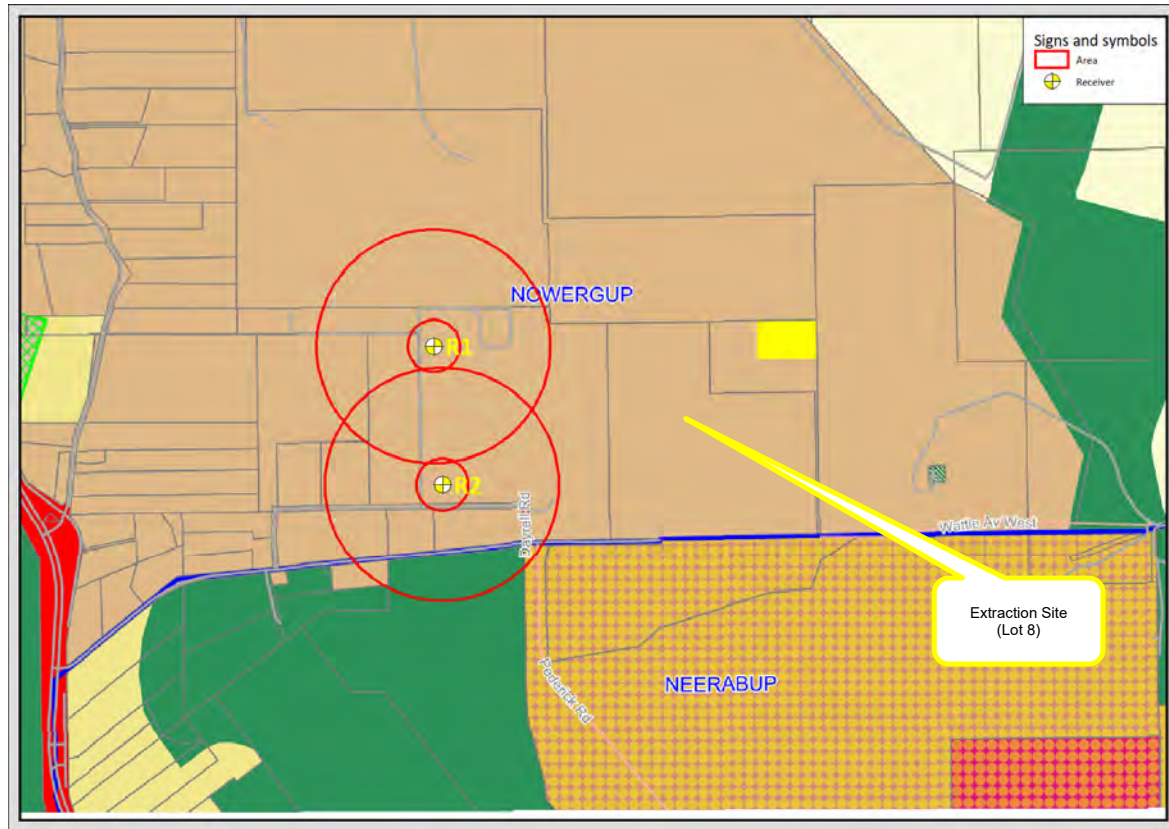 Signs and symbols
Area
Receiver
NOWERGUP
R1
R2
Dayrell Rd
Wattle Av West
Extraction Site
(Lot 8)
NEERABUP
Pederick Rd